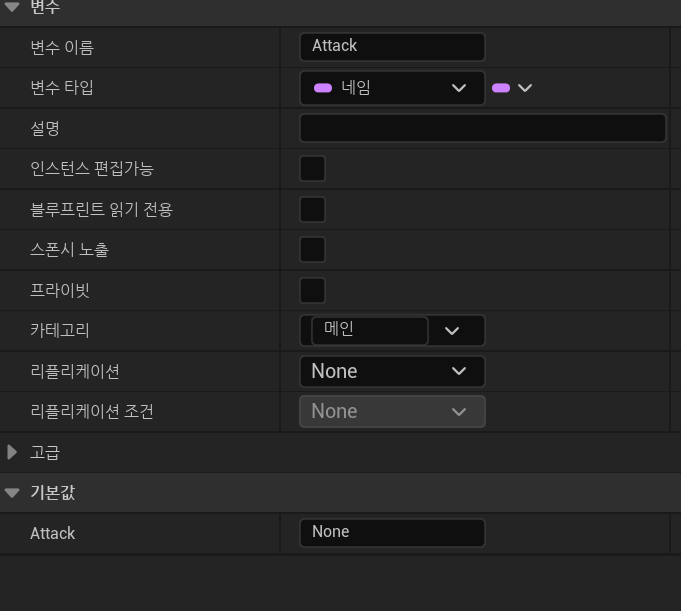 변수
변수 이름 Attack
변수 타입 네임
설명
인스턴스 편집가능
블루프린트 읽기 전용
스폰시 노출
프라이빗
카테고리 메인
리플리케이션 None
리플리케이션 조건 None
고급
기본값
Attack None